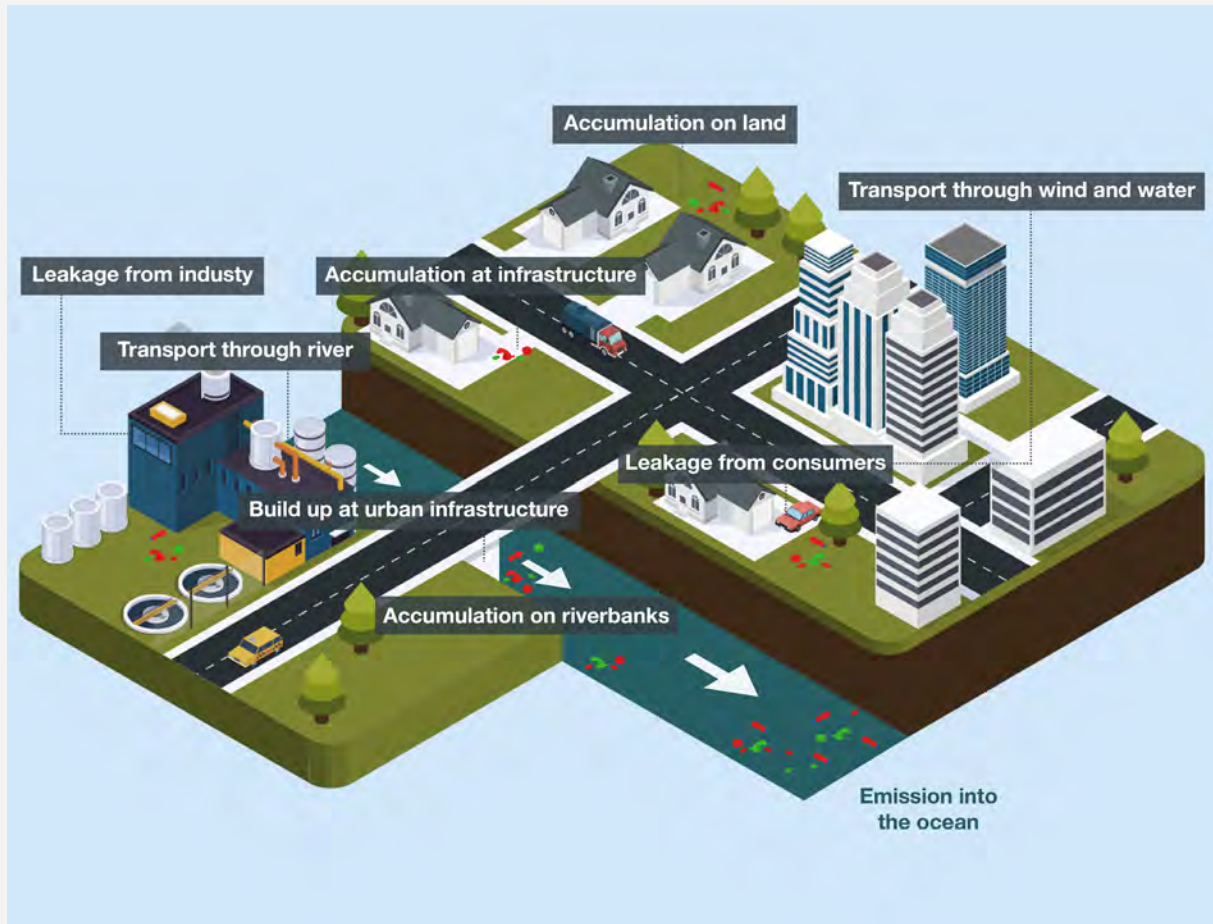 Accumulation on land
Transport through wind and water
Leakage from industy
Accumulation at infrastructure
Transport through river
Leakage from consumers
Build up at urban infrastructure
Accumulation on riverbanks
Emission into
the ocean